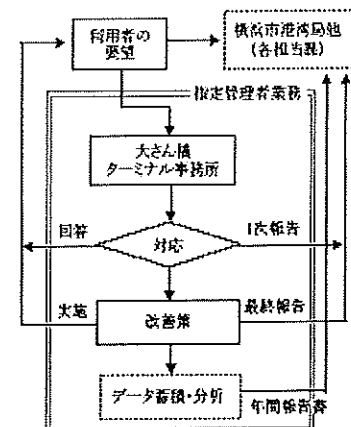 利用者の
要望
横浜市港湾局他
(各担当課)
指定管理者業務
大さん橋
ターミナル事務所
回答
対応
1次報告
実施
改善策
最終報告
データ蓄積・分析
年間報告書